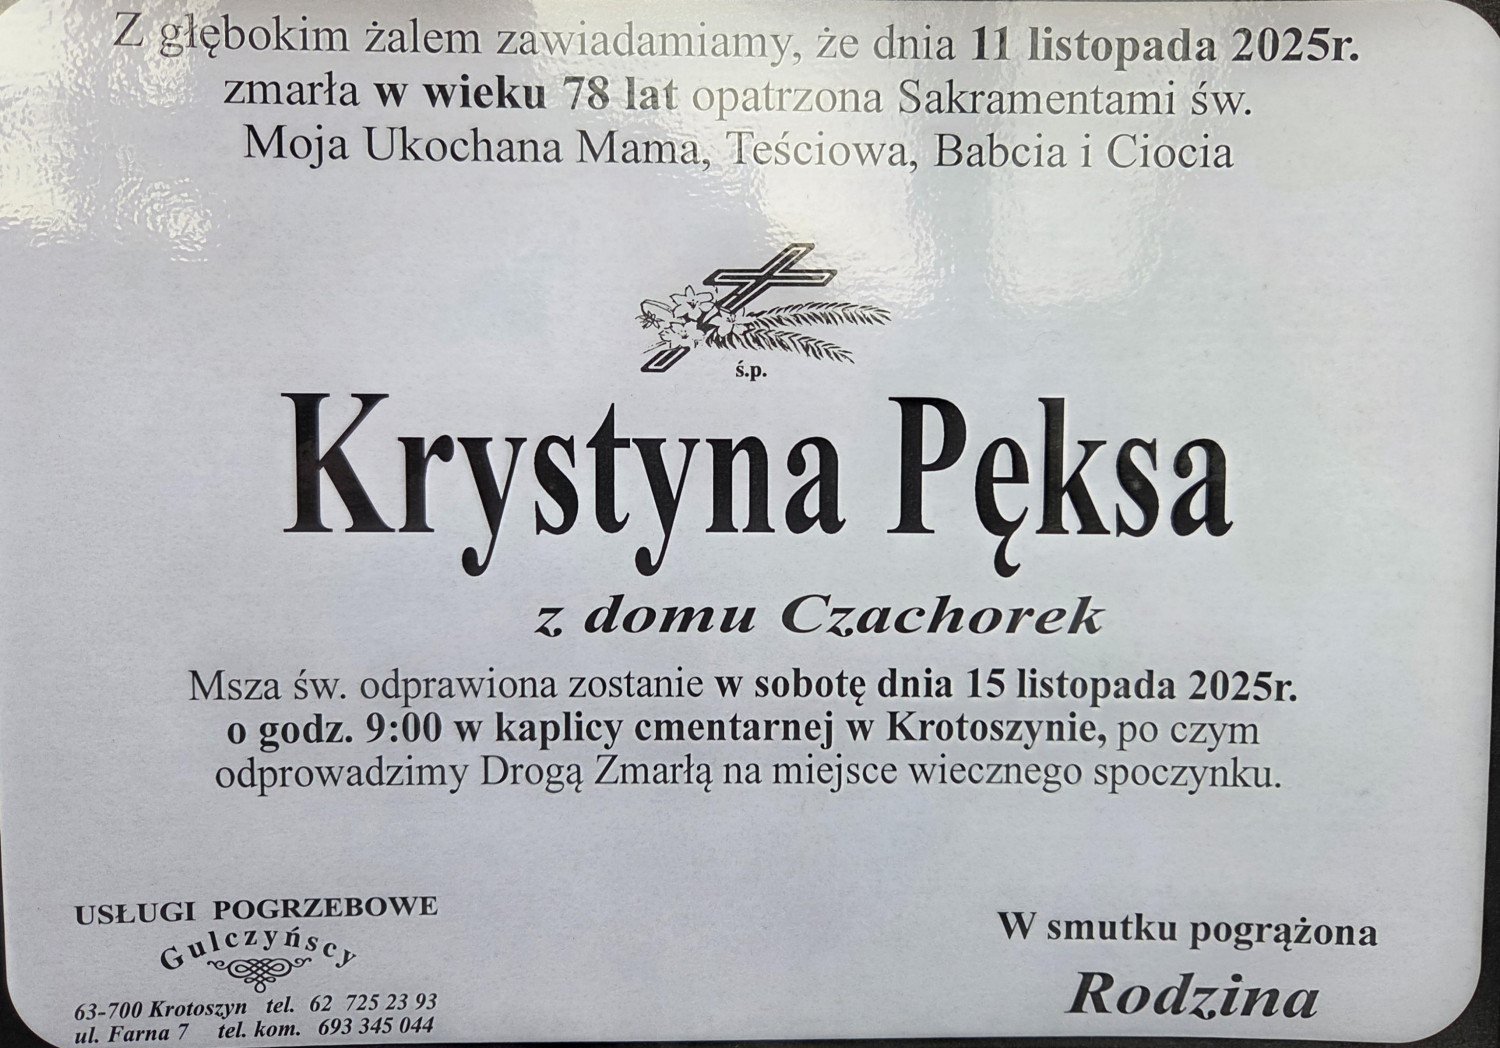 Z głębokim żalem zawiadamiamy, że dnia 11 listopada 2025r.
zmarła w wieku 78 lat opatrzona Sakramentami św.
Moja Ukochana Mama, Teściowa, Babcia i Ciocia
ś.p.
Krystyna Pęksa
z domu Czachorek
Msza św. odprawiona zostanie w sobotę dnia 15 listopada 2025r.
o godz. 9:00 w kaplicy cmentarnej w Krotoszynie, po czym
odprowadzimy Drogą Zmarłą na miejsce wiecznego spoczynku.
USŁUGI POGRZEBOWE
Gulczyńscy
63-700 Krotoszyn tel. 62 725 23 93
ul. Farna 7 tel. kom. 693 345 044
W smutku pogrążona
Rodzina